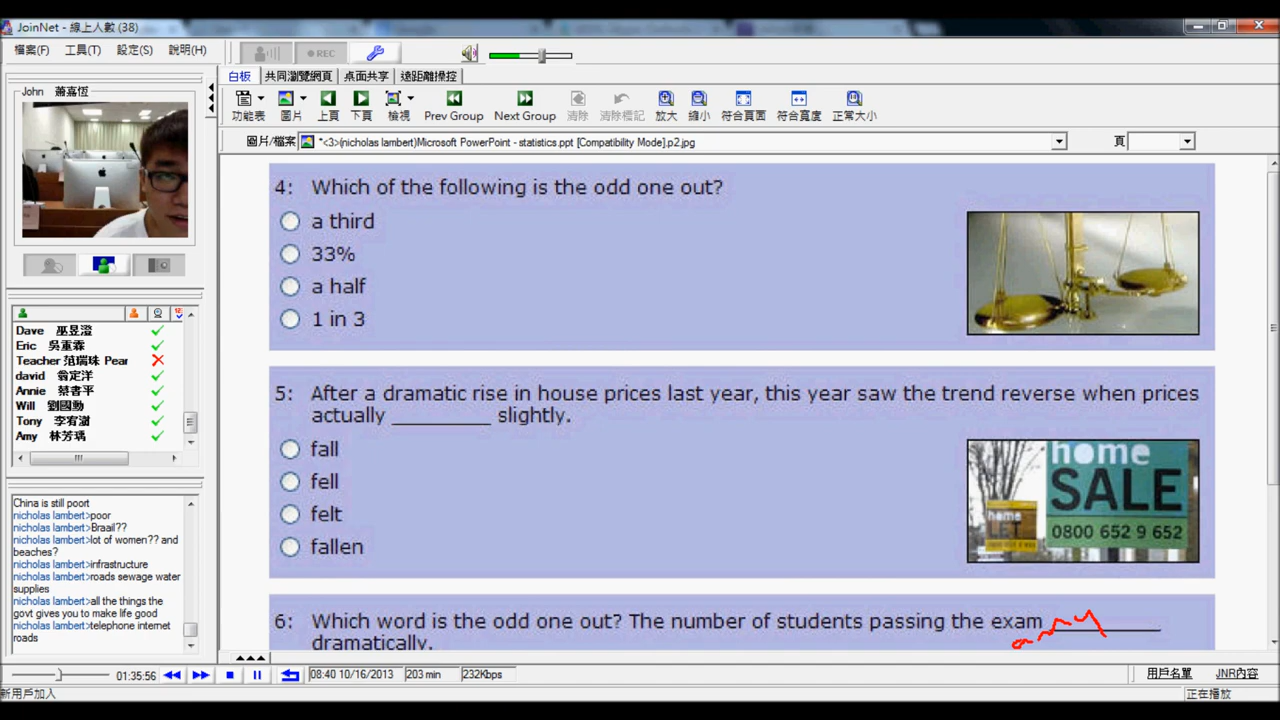 JoinNet - 線上人數 (38)
檔案(F) 工具(T) 設定(S) 說明(H)
REC
John 蕭嘉恆
白板 共同瀏覽網頁 桌面共享 遠距離操控
功能表 圖片 上頁 下頁 檢視 Prev Group Next Group 清除 清除標記 放大 縮小 符合頁面 符合寬度 正常大小
圖片/檔案 *<3>(nicholas lambert)Microsoft PowerPoint - statistics.ppt [Compatibility Mode].p2.jpg 頁
Dave 巫昱澄
Eric 吳重霖
Teacher 范瑞珠 Pear
david 翁定洋
Annie 蔡書平
Will 劉國勳
Tony 李宥澍
Amy 林芳瑀
China is still poort
nicholas lambert>poor
nicholas lambert>Braail??
nicholas lambert>lot of women?? and
beaches?
nicholas lambert>infrastructure
nicholas lambert>roads sewage water
supplies
nicholas lambert>all the things the
govt gives you to make life good
nicholas lambert>telephone internet
roads
4: Which of the following is the odd one out?
a third
33%
a half
1 in 3
5: After a dramatic rise in house prices last year, this year saw the trend reverse when prices
actually __________ slightly.
fall
fell
felt
fallen
home
SALE
home
LET
0800 652 9 652
6: Which word is the odd one out? The number of students passing the exam __________
dramatically.
01:35:56 08:40 10/16/2013 203 min 232Kbps 用戶名單 JNR內容
新用戶加入 正在播放